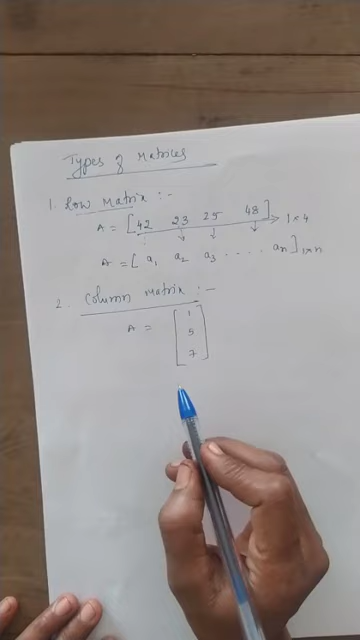 Types of Matrices
1. Row Matrix :-
A = [42 23 25 48] → 1×4
A = [a₁ a₂ a₃ .... aₙ]₁ₓₙ
2. Column Matrix :-
A = [1
5
7]